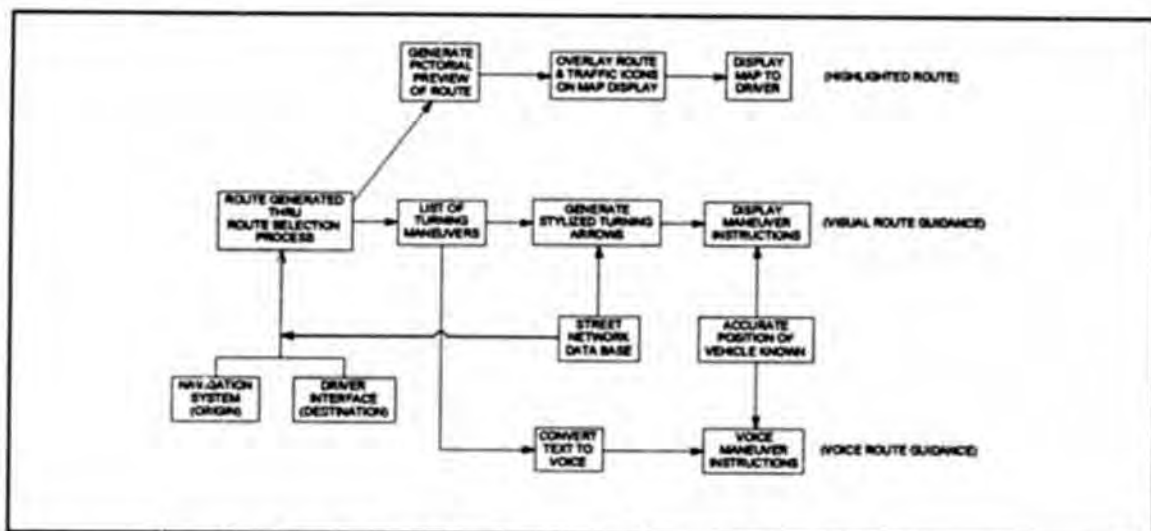 GENERATE
PICTORIAL
PREVIEW
OF ROUTE
OVERLAY ROUTE
& TRAFFIC ICONS
ON MAP DISPLAY
DISPLAY
MAP TO
DRIVER
(HIGHLIGHTED ROUTE)
ROUTE GENERATED
THRU
ROUTE SELECTION
PROCESS
LIST OF
TURNING
MANEUVERS
GENERATE
STYLIZED TURNING
ARROWS
DISPLAY
MANEUVER
INSTRUCTIONS
(VISUAL ROUTE GUIDANCE)
STREET
NETWORK
DATA BASE
ACCURATE
POSITION OF
VEHICLE KNOWN
NAVIGATION
SYSTEM
(ORIGIN)
DRIVER
INTERFACE
(DESTINATION)
CONVERT
TEXT TO
VOICE
VOICE
MANEUVER
INSTRUCTIONS
(VOICE ROUTE GUIDANCE)